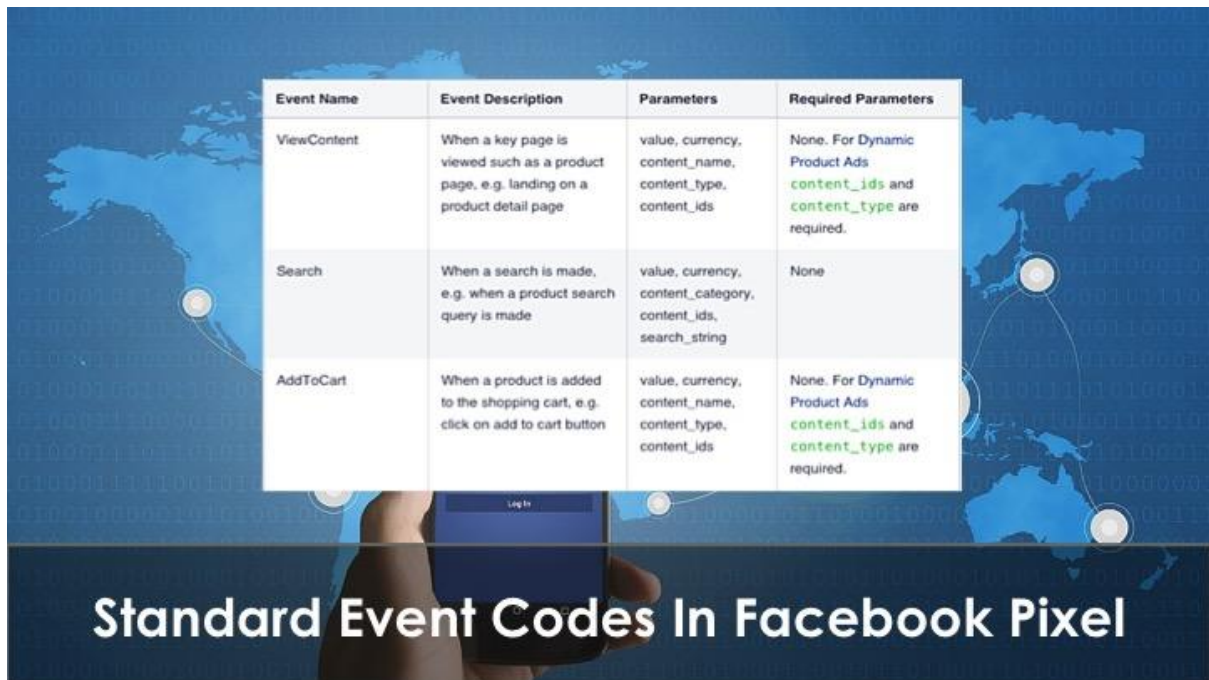 Event Name Event Description Parameters Required Parameters
ViewContent When a key page is value, currency, None. For Dynamic
viewed such as a product content_name, Product Ads
page, e.g. landing on a content_type, content_ids and
product detail page content_ids content_type are
required.
Search When a search is made, value, currency, None
e.g. when a product search content_category,
query is made content_ids,
search_string
AddToCart When a product is added value, currency, None. For Dynamic
to the shopping cart, e.g. content_name, Product Ads
click on add to cart button content_type, content_ids and
content_ids content_type are
required.
Log In
Standard Event Codes In Facebook Pixel